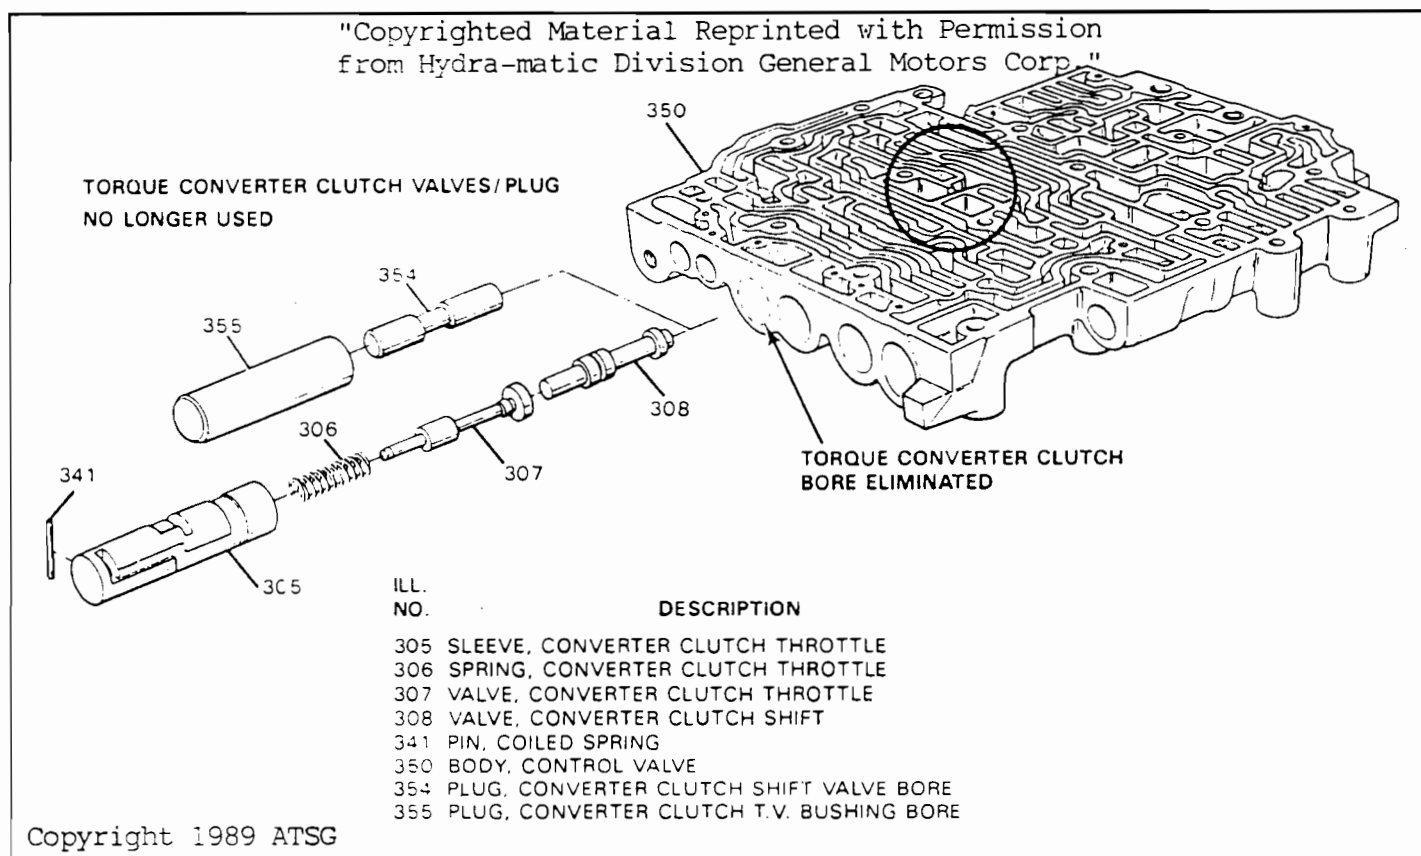 "Copyrighted Material Reprinted with Permission
from Hydra-matic Division General Motors Corp."
350
TORQUE CONVERTER CLUTCH VALVES/PLUG
NO LONGER USED
354
355
308
306
307
341
305
TORQUE CONVERTER CLUTCH
BORE ELIMINATED
ILL.
NO. DESCRIPTION
305 SLEEVE, CONVERTER CLUTCH THROTTLE
306 SPRING, CONVERTER CLUTCH THROTTLE
307 VALVE, CONVERTER CLUTCH THROTTLE
308 VALVE, CONVERTER CLUTCH SHIFT
341 PIN, COILED SPRING
350 BODY, CONTROL VALVE
354 PLUG, CONVERTER CLUTCH SHIFT VALVE BORE
355 PLUG, CONVERTER CLUTCH T.V. BUSHING BORE
Copyright 1989 ATSG